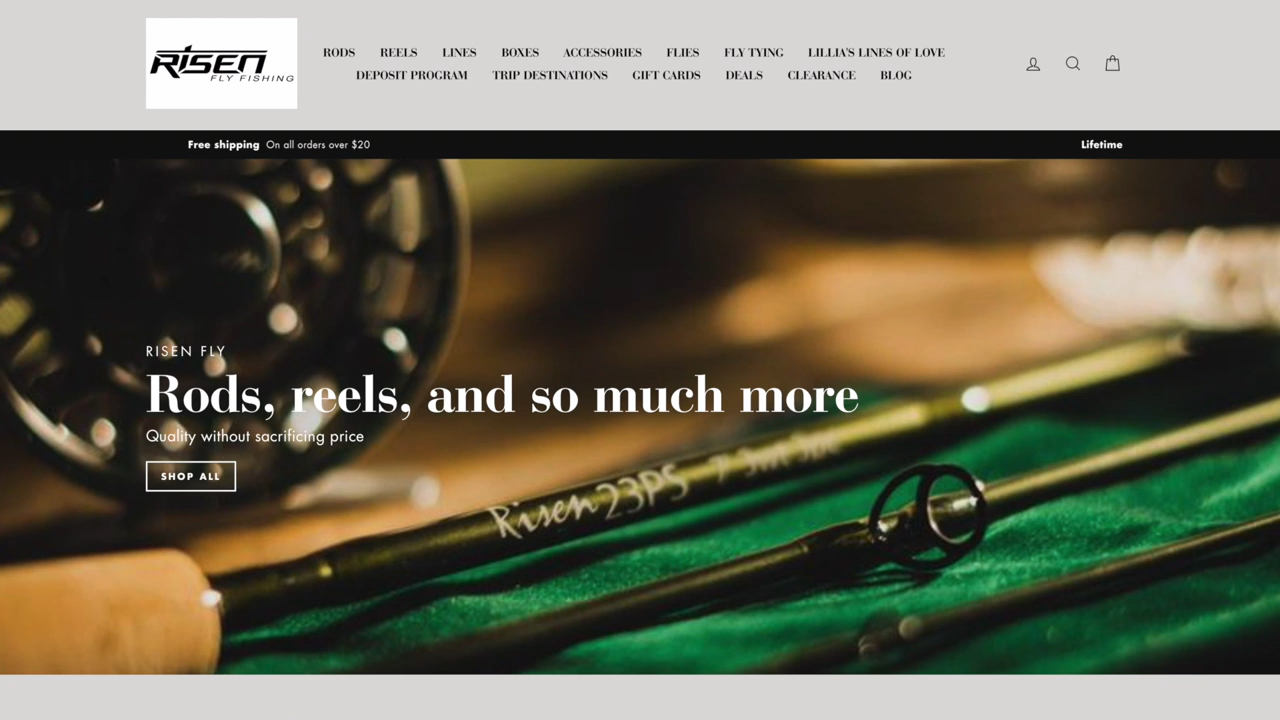 RISEN
FLY FISHING
RODS REELS LINES BOXES ACCESSORIES FLIES FLY TYING LILLIA'S LINES OF LOVE
DEPOSIT PROGRAM TRIP DESTINATIONS GIFT CARDS DEALS CLEARANCE BLOG
Free shipping On all orders over $20 Lifetime
RISEN FLY
Rods, reels, and so much more
Quality without sacrificing price
SHOP ALL
Risen 23PS